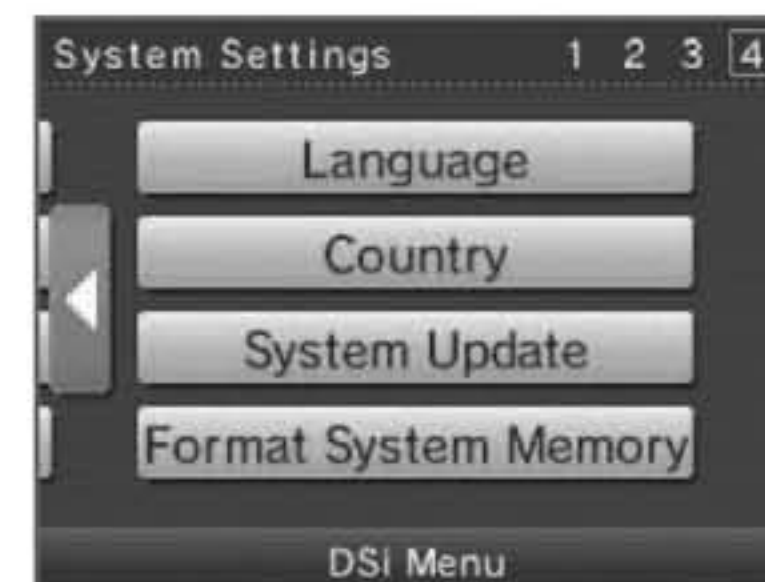 System Settings 1 2 3 4
Language
Country
System Update
Format System Memory
DSi Menu